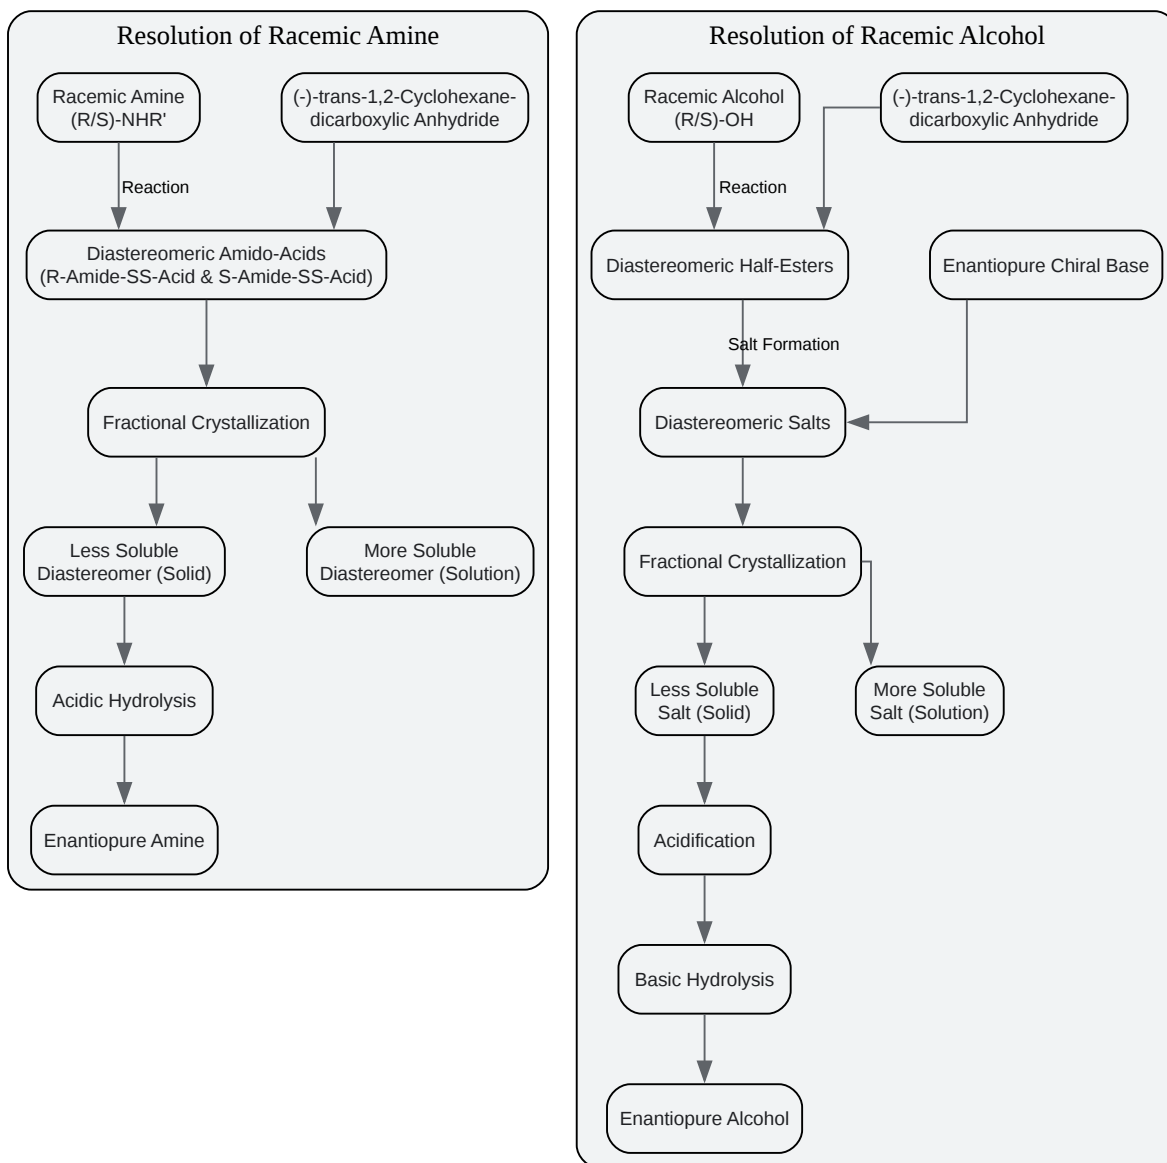 Resolution of Racemic Amine
Racemic Amine
(R/S)-NHR'
(-)-trans-1,2-Cyclohexane-
dicarboxylic Anhydride
Reaction
Diastereomeric Amido-Acids
(R-Amide-SS-Acid & S-Amide-SS-Acid)
Fractional Crystallization
Less Soluble
Diastereomer (Solid)
More Soluble
Diastereomer (Solution)
Acidic Hydrolysis
Enantiopure Amine
Resolution of Racemic Alcohol
Racemic Alcohol
(R/S)-OH
(-)-trans-1,2-Cyclohexane-
dicarboxylic Anhydride
Reaction
Diastereomeric Half-Esters
Enantiopure Chiral Base
Salt Formation
Diastereomeric Salts
Fractional Crystallization
Less Soluble
Salt (Solid)
More Soluble
Salt (Solution)
Acidification
Basic Hydrolysis
Enantiopure Alcohol